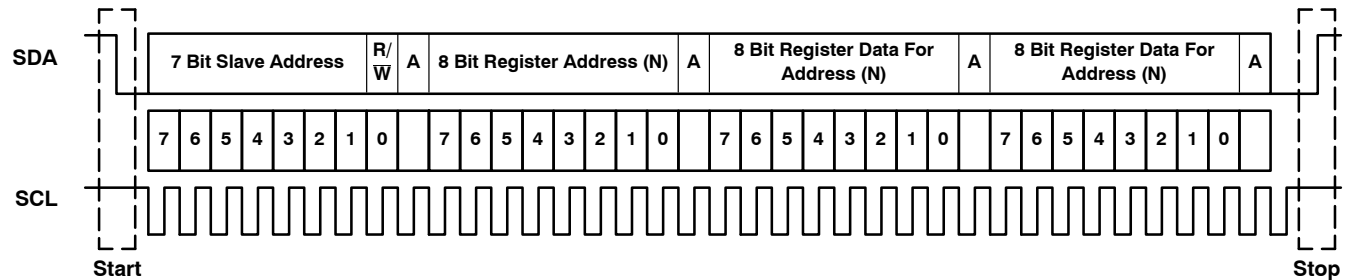 SDA
7 Bit Slave Address
R/
W
A
8 Bit Register Address (N)
A
8 Bit Register Data For
Address (N)
A
8 Bit Register Data For
Address (N)
A
7 6 5 4 3 2 1 0 7 6 5 4 3 2 1 0 7 6 5 4 3 2 1 0 7 6 5 4 3 2 1 0
SCL
Start
Stop